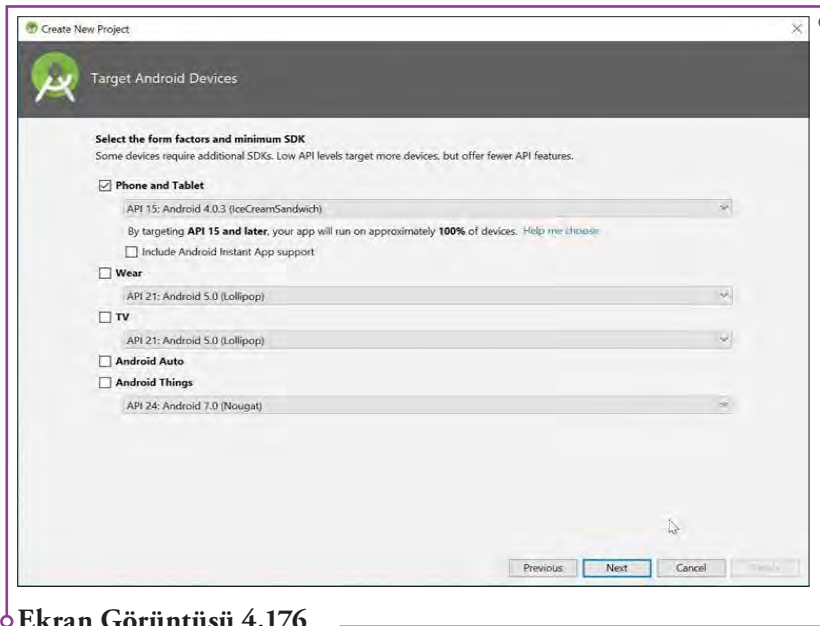 Create New Project
Target Android Devices
Select the form factors and minimum SDK
Some devices require additional SDKs. Low API levels target more devices, but offer fewer API features.
Phone and Tablet
API 15: Android 4.0.3 (IceCreamSandwich)
By targeting API 15 and later, your app will run on approximately 100% of devices. Help me choose
Include Android Instant App support
Wear
API 21: Android 5.0 (Lollipop)
TV
API 21: Android 5.0 (Lollipop)
Android Auto
Android Things
API 24: Android 7.0 (Nougat)
Previous Next Cancel
Ekran Görüntüsü 4.176